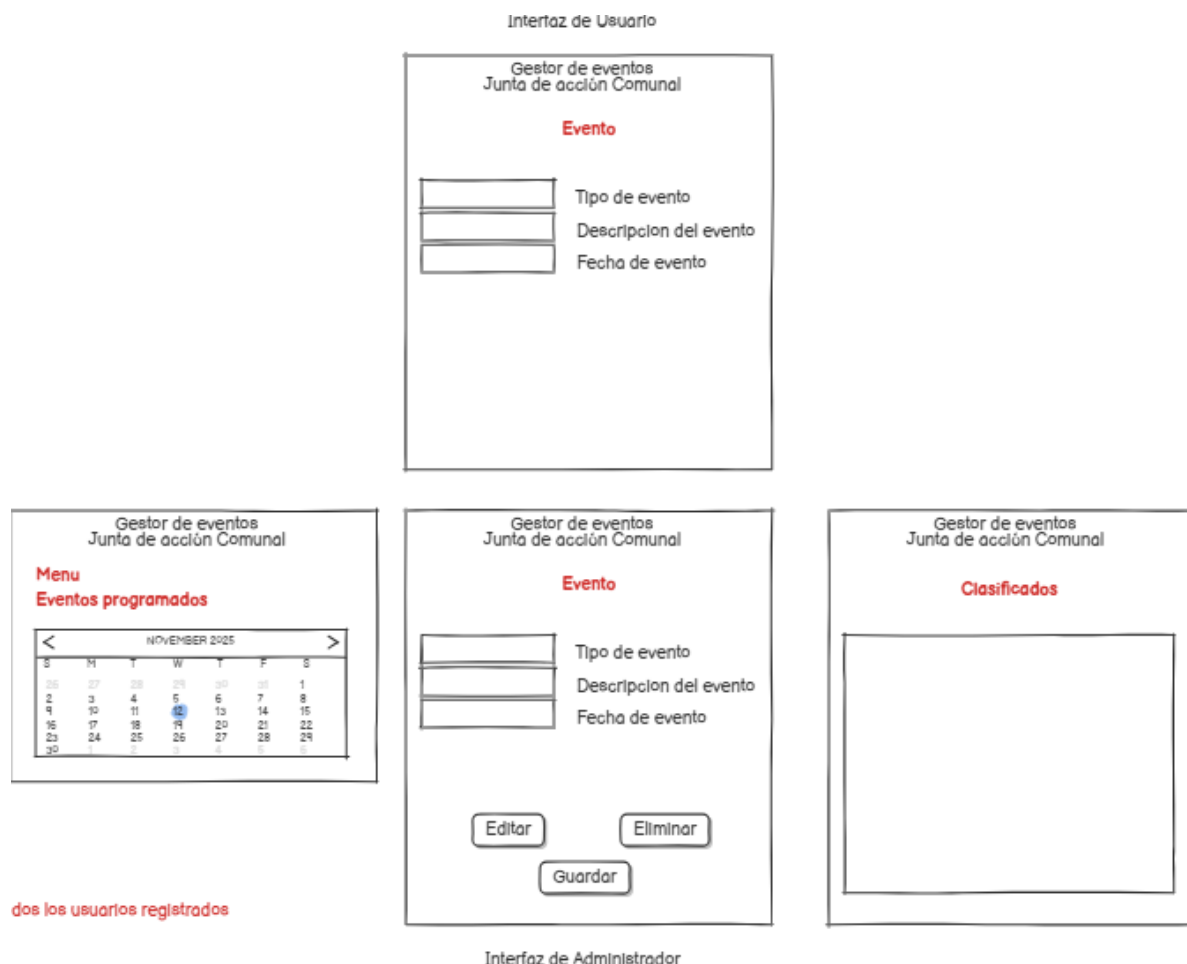 Interfaz de Usuario
Gestor de eventos
Junta de acción Comunal
Evento
Tipo de evento
Descripcion del evento
Fecha de evento
Gestor de eventos
Junta de acción Comunal
Menu
Eventos programados
< NOVEMBER 2025 >
S M T W T F S
26 27 28 29 30 31 1
2 3 4 5 6 7 8
9 10 11 12 13 14 15
16 17 18 19 20 21 22
23 24 25 26 27 28 29
30 1 2 3 4 5 6
dos los usuarios registrados
Gestor de eventos
Junta de acción Comunal
Evento
Tipo de evento
Descripcion del evento
Fecha de evento
Editar Eliminar
Guardar
Interfaz de Administrador
Gestor de eventos
Junta de acción Comunal
Clasificados